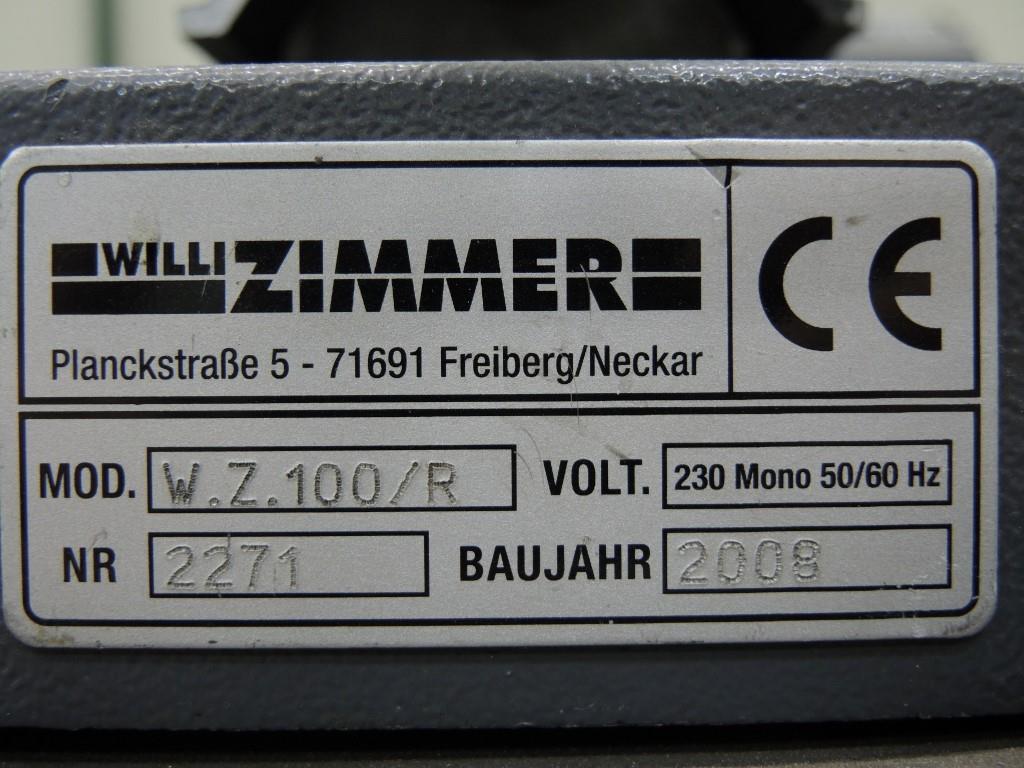 WILLI ZIMMER
Planckstraße 5 - 71691 Freiberg/Neckar
CE
MOD. W.Z.100/R VOLT. 230 Mono 50/60 Hz
NR 2271 BAUJAHR 2008